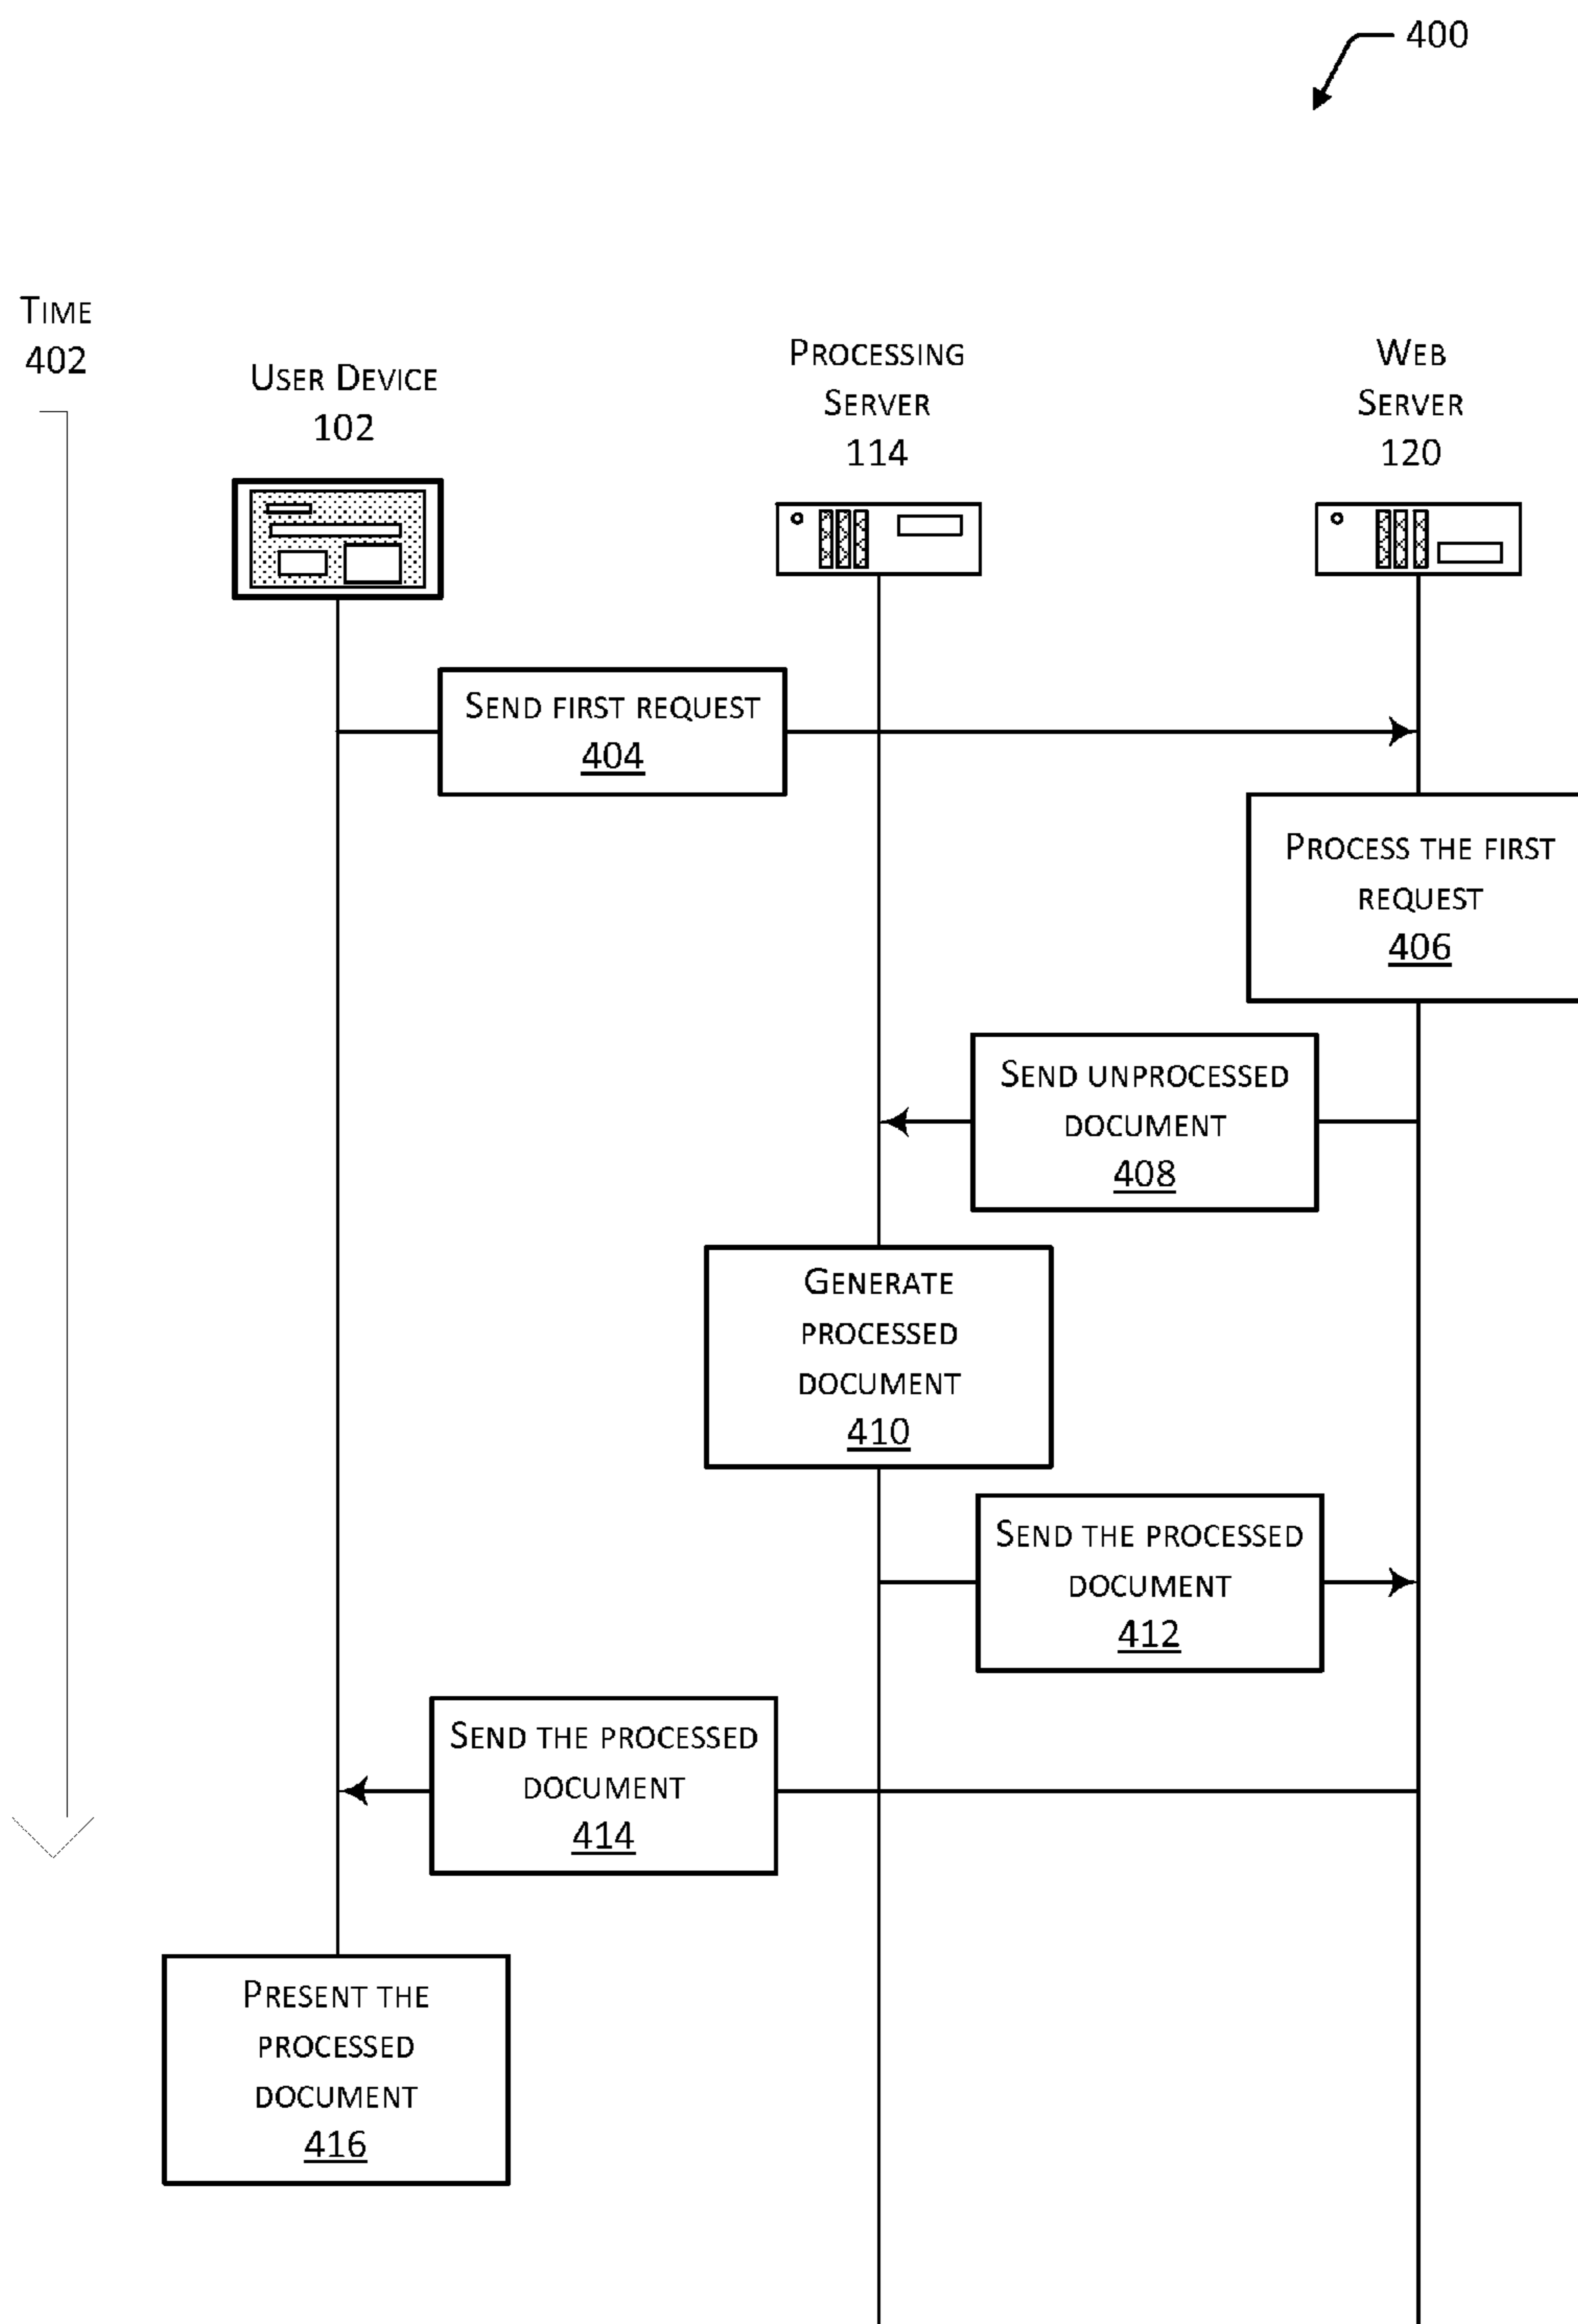 400
TIME
402
USER DEVICE
102
PROCESSING
SERVER
114
WEB
SERVER
120
SEND FIRST REQUEST
404
PROCESS THE FIRST
REQUEST
406
SEND UNPROCESSED
DOCUMENT
408
GENERATE
PROCESSED
DOCUMENT
410
SEND THE PROCESSED
DOCUMENT
412
SEND THE PROCESSED
DOCUMENT
414
PRESENT THE
PROCESSED
DOCUMENT
416